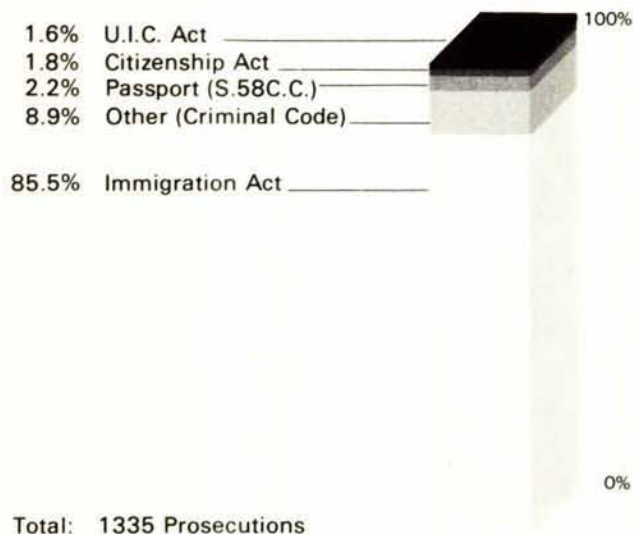 100%
1.6% U.I.C. Act
1.8% Citizenship Act
2.2% Passport (S.58C.C.)
8.9% Other (Criminal Code)
85.5% Immigration Act
0%
Total: 1335 Prosecutions